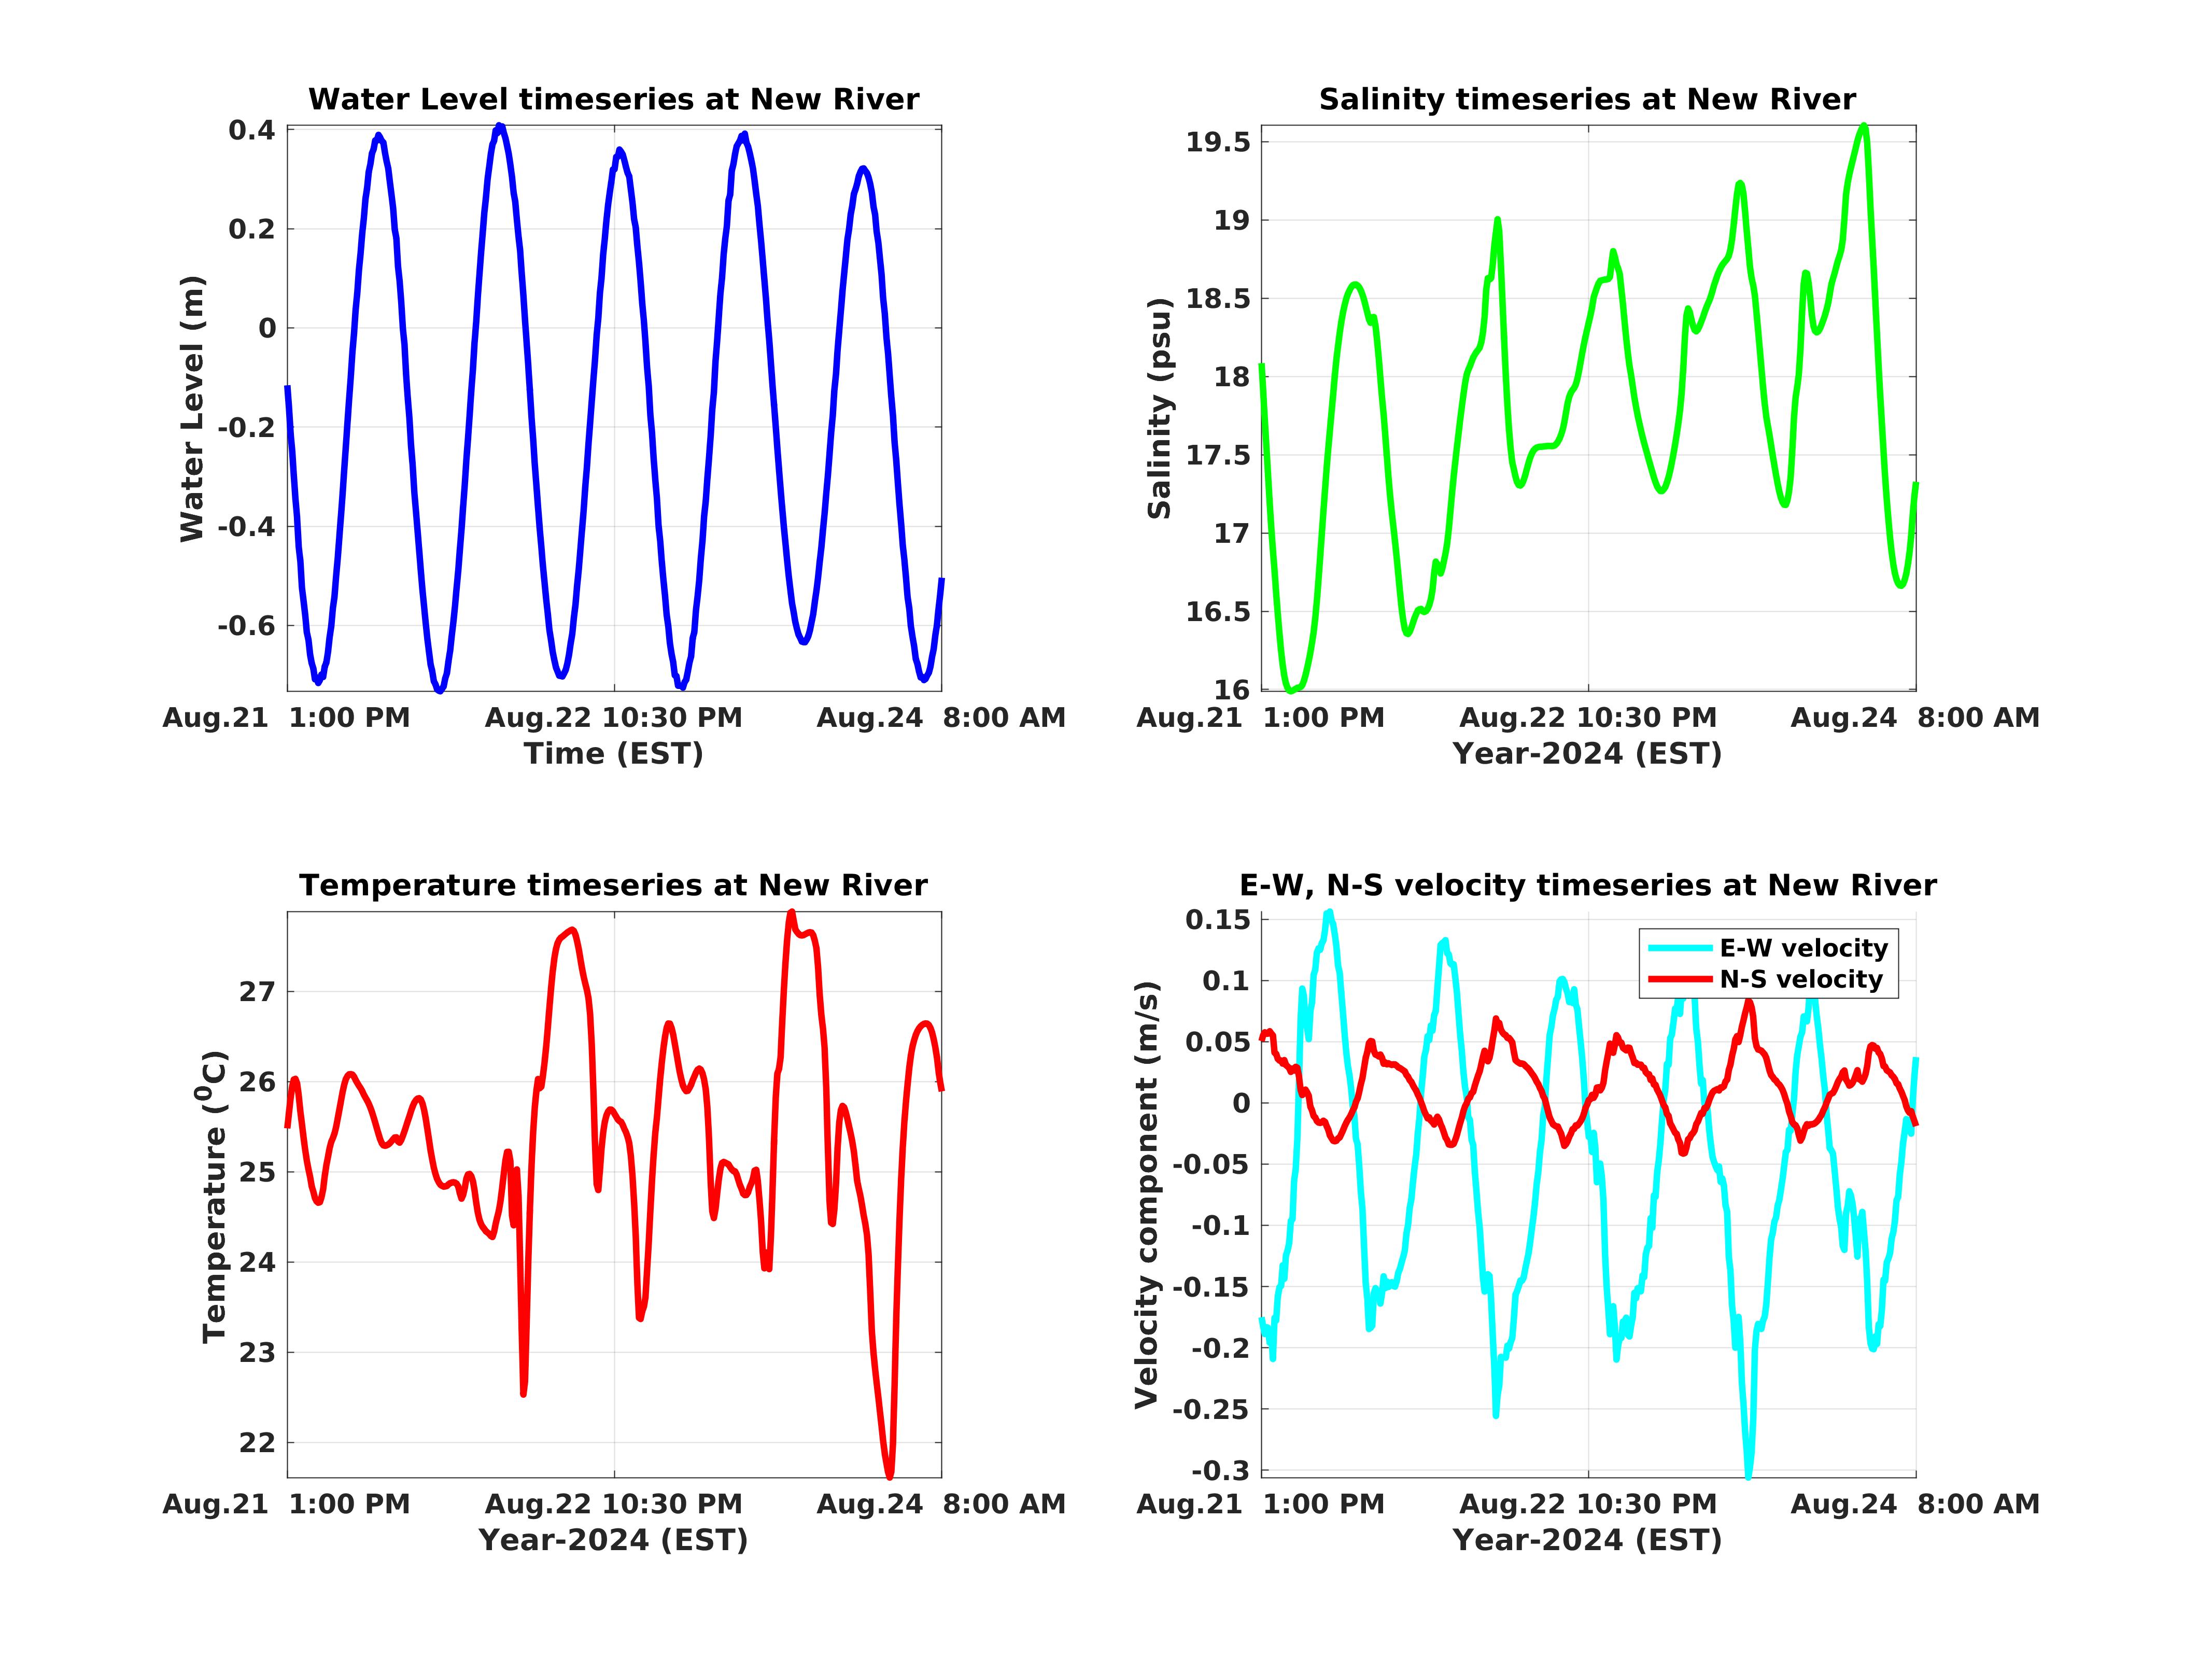 Water Level timeseries at New River
0.4
0.2
0
-0.2
-0.4
-0.6
Water Level (m)
Aug.21  1:00 PM
Aug.22 10:30 PM
Aug.24  8:00 AM
Time (EST)
Salinity timeseries at New River
19.5
19
18.5
18
17.5
17
16.5
16
Salinity (psu)
Aug.21  1:00 PM
Aug.22 10:30 PM
Aug.24  8:00 AM
Year-2024 (EST)
Temperature timeseries at New River
27
26
25
24
23
22
Temperature (⁰C)
Aug.21  1:00 PM
Aug.22 10:30 PM
Aug.24  8:00 AM
Year-2024 (EST)
E-W, N-S velocity timeseries at New River
0.15
0.1
0.05
0
-0.05
-0.1
-0.15
-0.2
-0.25
-0.3
Velocity component (m/s)
E-W velocity
N-S velocity
Aug.21  1:00 PM
Aug.22 10:30 PM
Aug.24  8:00 AM
Year-2024 (EST)